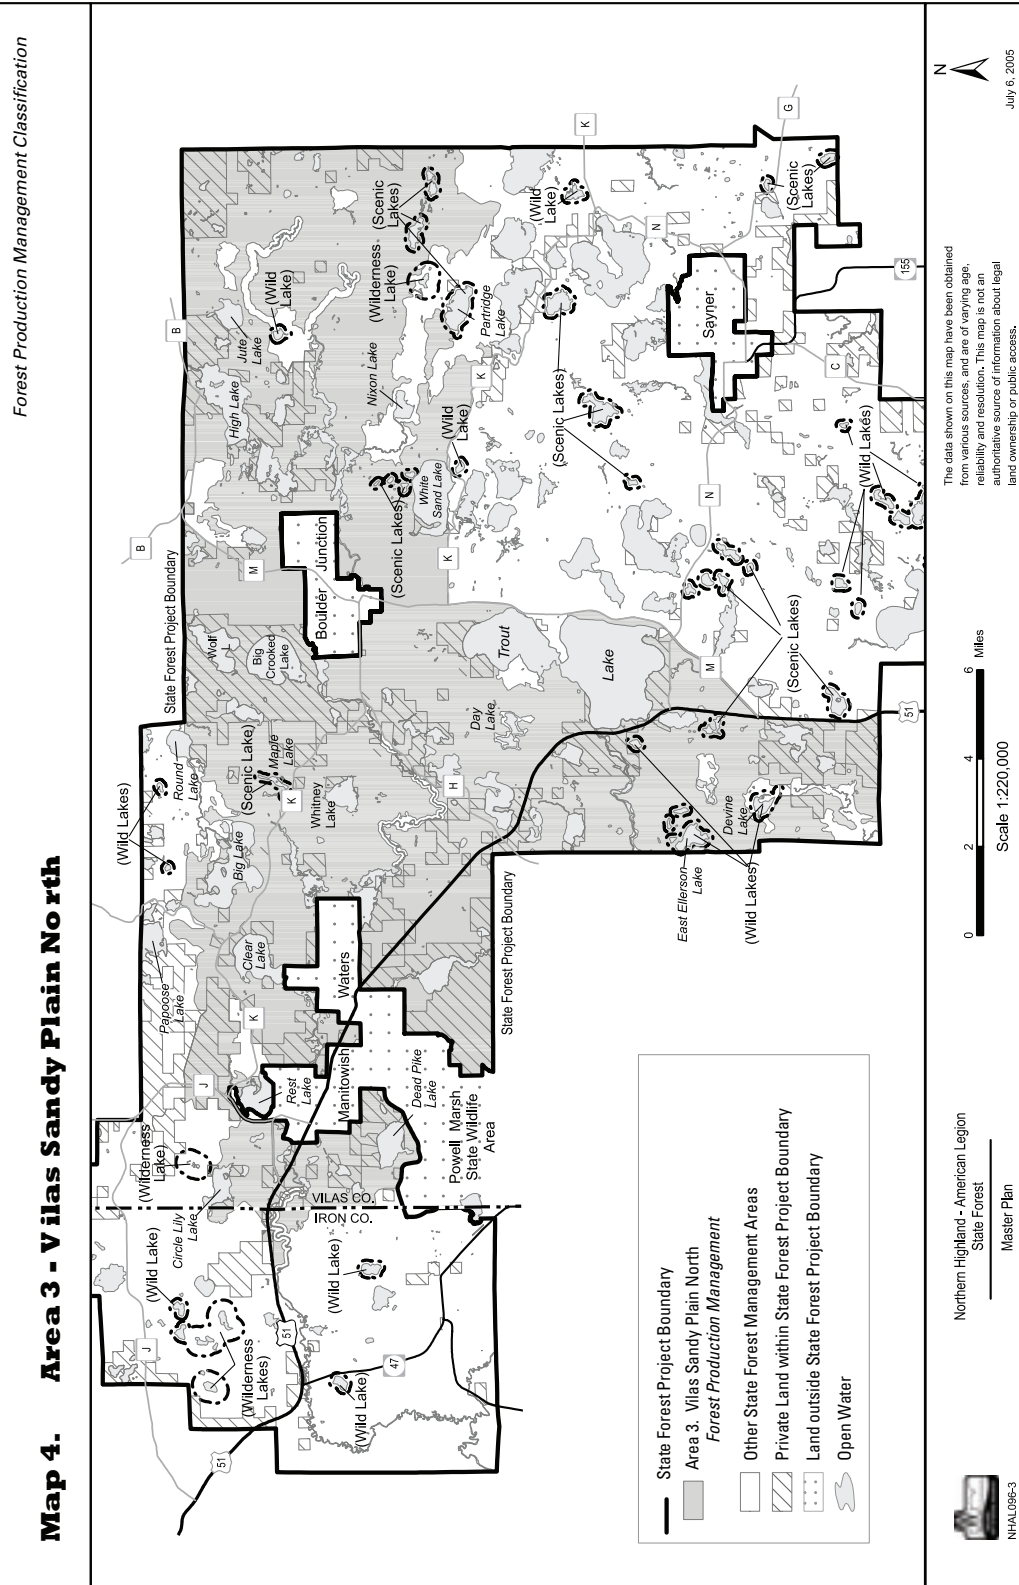 Forest Production Management Classification
Map 4. Area 3 - Vilas Sandy Plain North
N
State Forest Project Boundary
State Forest Project Boundary
B
B
M
K
K
K
K
K
K
G
N
N
M
H
J
J
C
155
51
51
51
47
(Wild
Lake)
Jute
Lake
High Lake
(Scenic
Lakes)
(Wilderness
Lake)
Partridge
Lake
Nixon Lake
(Wild
Lake)
White
Sand Lake
(Scenic Lakes)
(Wild
Lake)
(Scenic
Lakes)
Sayner
(Scenic Lakes)
(Wild Lakes)
(Scenic Lakes)
Boulder Junction
Wolf
L
Big
Crooked
Lake
Trout
Lake
Day
Lake
(Wild Lakes)
Round
Lake
(Scenic Lake)
Maple
Lake
Whitney
Lake
Big Lake
Clear
Lake
Papoose
Lake
Rest
Lake
Manitowish
Waters
Dead Pike
Lake
Powell Marsh
State Wildlife
Area
East Ellerson
Lake
Devine
Lake
(Wild Lakes)
(Wilderness
Lake)
Circle Lily
Lake
VILAS CO.
IRON CO.
(Wild Lake)
(Wilderness
Lakes)
(Wild Lake)
(Wild Lake)
State Forest Project Boundary
Area 3. Vilas Sandy Plain North
Forest Production Management
Other State Forest Management Areas
Private Land within State Forest Project Boundary
Land outside State Forest Project Boundary
Open Water
0 2 4 6 Miles
Scale 1:220,000
The data shown on this map have been obtained
from various sources, and are of varying age,
reliability and resolution. This map is not an
authoritative source of information about legal
land ownership or public access.
July 6, 2005
Northern Highland - American Legion
State Forest
Master Plan
NHAL096-3